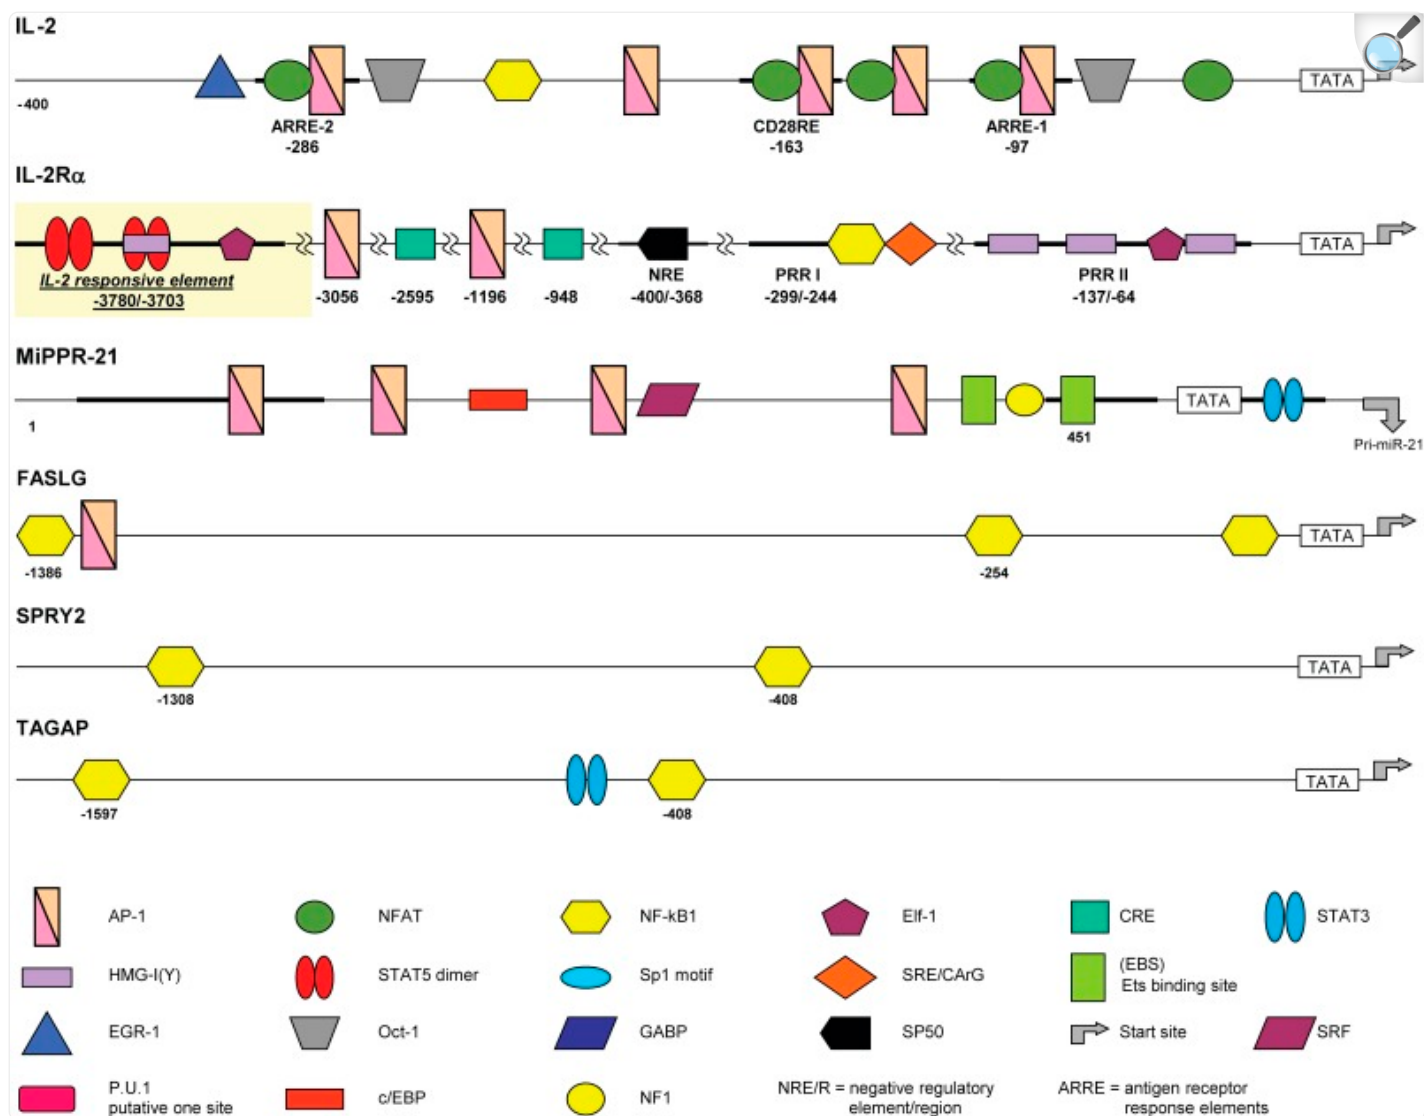 IL-2
-400
TATA
ARRE-2
-286
CD28RE
-163
ARRE-1
-97
IL-2Rα
IL-2 responsive element
-3780/-3703
-3056
-2595
-1196
-948
NRE
-400/-368
PRR I
-299/-244
PRR II
-137/-64
TATA
MiPPR-21
1
451
TATA
Pri-miR-21
FASLG
-1386
-254
TATA
SPRY2
-1308
-408
TATA
TAGAP
-1597
-408
TATA
AP-1
NFAT
NF-kB1
Elf-1
CRE
STAT3
HMG-I(Y)
STAT5 dimer
Sp1 motif
SRE/CArG
(EBS)
Ets binding site
EGR-1
Oct-1
GABP
SP50
Start site
SRF
P.U.1
putative one site
c/EBP
NF1
NRE/R = negative regulatory
element/region
ARRE = antigen receptor
response elements